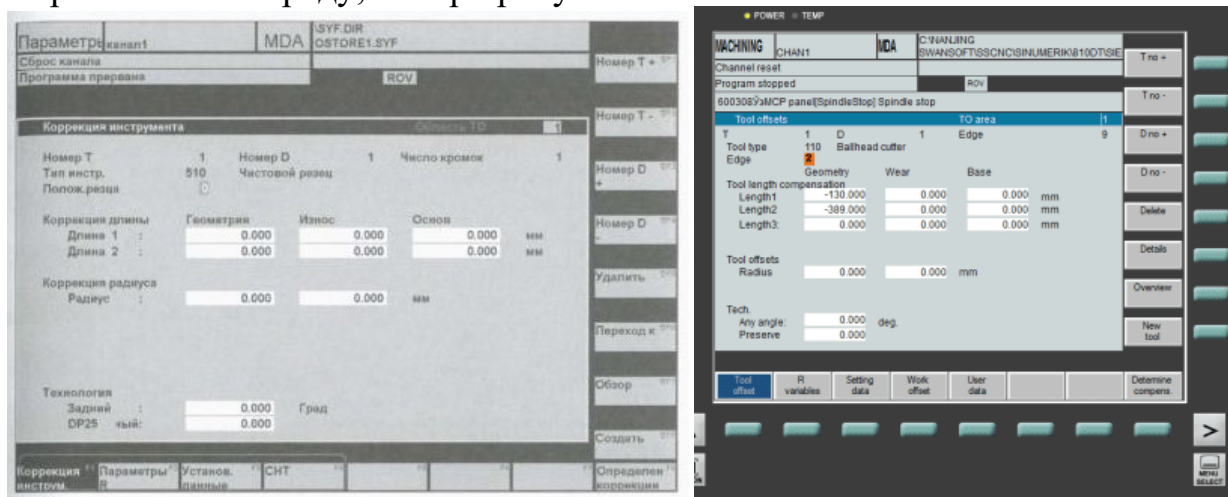 Параметры канал1 MDA \SYF.DIR
OSTORE1.SYF
Сброс канала
Программа прервана ROV
Коррекция инструмента Область ТО 1
Номер T 1 Номер D 1 Число кромок 1
Тип инстр. 510 Чистовой резец
Полож.резца
Коррекция длины Геометрия Износ Основ
Длина 1 : 0.000 0.000 0.000 мм
Длина 2 : 0.000 0.000 0.000 мм
Коррекция радиуса
Радиус : 0.000 0.000 мм
Технология
Задний : 0.000 Град
DP25 чый: 0.000
Номер T +
Номер T -
Номер D
+
Номер D
-
Удалить
Переход к
Обзор
Создать
Коррекция
инструм.
Параметры
R
Установ.
данные
СНТ
Определен
коррекции
POWER TEMP
MACHINING CHAN1 MDA C:\NANJING
SWANSOFT\SSCNC\SINUMERIK\810DT\SIE
Channel reset
Program stopped ROV
MCP panel[SpindleStop] Spindle stop
Tool offsets TO area 1
T 1 D 1 Edge 9
Tool type 110 Ballhead cutter
Edge 2
Geometry Wear Base
Tool length compensation
Length1 -130.000 0.000 0.000 mm
Length2 -389.000 0.000 0.000 mm
Length3: 0.000 0.000 0.000 mm
Tool offsets
Radius 0.000 0.000 mm
Tech.
Any angle: 0.000 deg.
Preserve 0.000
T no +
T no -
D no +
D no -
Delete
Details
Overview
New
tool
Tool
offset
R
variables
Setting
data
Work
offset
User
data
Determine
compens.
>
MENU
SELECT